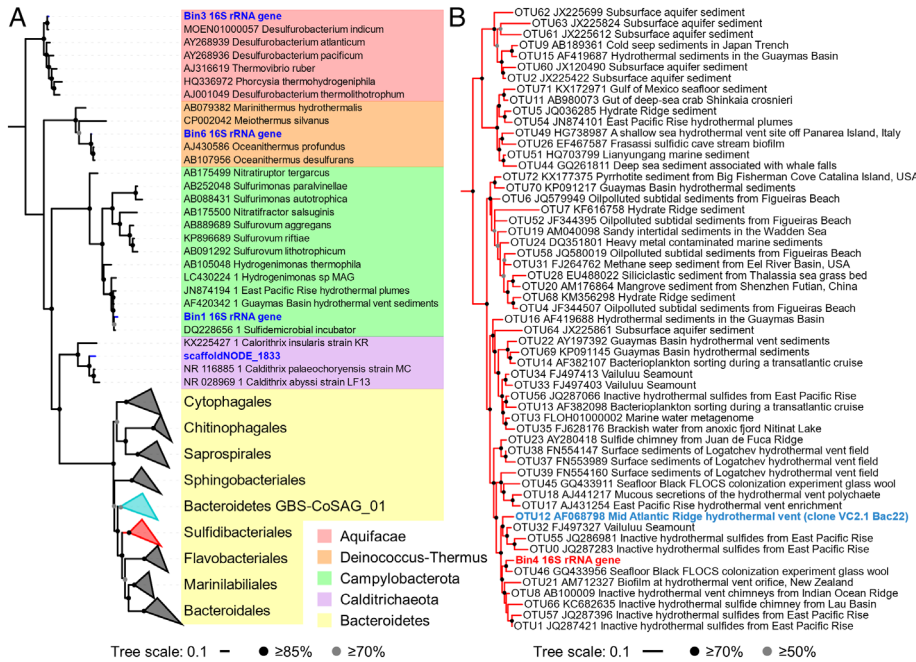 A
Bin3 16S rRNA gene
MOEN01000057 Desulfurobacterium indicum
AY268939 Desulfurobacterium atlanticum
AY268936 Desulfurobacterium pacificum
AJ316619 Thermovibrio ruber
HQ336972 Phorcysia thermohydrogeniphila
AJ001049 Desulfurobacterium thermolithotrophum
AB079382 Marinithermus hydrothermalis
CP002042 Meiothermus silvanus
Bin6 16S rRNA gene
AJ430586 Oceanithermus profundus
AB107956 Oceanithermus desulfurans
AB175499 Nitratiruptor tergarcus
AB252048 Sulfurimonas paralvinellae
AB088431 Sulfurimonas autotrophica
AB175500 Nitratifractor salsuginis
AB889689 Sulfurovum aggregans
KP896689 Sulfurovum riftiae
AB091292 Sulfurovum lithotrophicum
AB105048 Hydrogenimonas thermophila
LC430224 1 Hydrogenimonas sp MAG
JN874194 1 East Pacific Rise hydrothermal plumes
AF420342 1 Guaymas Basin hydrothermal vent sediments
Bin1 16S rRNA gene
DQ228656 1 Sulfidemicrobial incubator
KX225427 1 Calorithrix insularis strain KR
scaffoldNODE_1833
NR 116885 1 Caldithrix palaeochoryensis strain MC
NR 028969 1 Caldithrix abyssi strain LF13
Cytophagales
Chitinophagales
Saprospirales
Sphingobacteriales
Bacteroidetes GBS-CoSAG_01
Sulfidibacteriales
Flavobacteriales
Marinilabiliales
Bacteroidales
Aquifacae
Deinococcus-Thermus
Campylobacterota
Calditrichaeota
Bacteroidetes
Tree scale: 0.1 ≥85% ≥70%
B
OTU62 JX225699 Subsurface aquifer sediment
OTU63 JX225824 Subsurface aquifer sediment
OTU61 JX225612 Subsurface aquifer sediment
OTU9 AB189361 Cold seep sediments in Japan Trench
OTU15 AF419687 Hydrothermal sediments in the Guaymas Basin
OTU60 JX120490 Subsurface aquifer sediment
OTU2 JX225422 Subsurface aquifer sediment
OTU71 KX172971 Gulf of Mexico seafloor sediment
OTU11 AB980073 Gut of deep-sea crab Shinkaia crosnieri
OTU5 JQ036285 Hydrate Ridge sediment
OTU54 JN874101 East Pacific Rise hydrothermal plumes
OTU49 HG738987 A shallow sea hydrothermal vent site off Panarea Island, Italy
OTU26 EF467587 Frasassi sulfidic cave stream biofilm
OTU51 HQ703799 Lianyungang marine sediment
OTU44 GQ261811 Deep sea sediment associated with whale falls
OTU72 KX177375 Pyrrhotite sediment from Big Fisherman Cove Catalina Island, USA
OTU70 KP091217 Guaymas Basin hydrothermal sediments
OTU6 JQ579949 Oilpolluted subtidal sediments from Figueiras Beach
OTU7 KF616758 Hydrate Ridge sediment
OTU52 JF344395 Oilpolluted subtidal sediments from Figueiras Beach
OTU19 AM040098 Sandy intertidal sediments in the Wadden Sea
OTU24 DQ351801 Heavy metal contaminated marine sediments
OTU58 JQ580019 Oilpolluted subtidal sediments from Figueiras Beach
OTU31 FJ264762 Methane seep sediment from Eel River Basin, USA
OTU28 EU488022 Siliciclastic sediment from Thalassia sea grass bed
OTU20 AM176864 Mangrove sediment from Shenzhen Futian, China
OTU68 KM356298 Hydrate Ridge sediment
OTU4 JF344507 Oilpolluted subtidal sediments from Figueiras Beach
OTU16 AF419688 Hydrothermal sediments in the Guaymas Basin
OTU64 JX225861 Subsurface aquifer sediment
OTU22 AY197392 Guaymas Basin hydrothermal sediments
OTU69 KP091145 Guaymas Basin hydrothermal sediments
OTU14 AF382107 Bacterioplankton sorting during a transatlantic cruise
OTU34 FJ497413 Vailuluu Seamount
OTU33 FJ497403 Vailuluu Seamount
OTU56 JQ287066 Inactive hydrothermal sulfides from East Pacific Rise
OTU13 AF382098 Bacterioplankton sorting during a transatlantic cruise
OTU3 FLOH01000002 Marine water metagenome
OTU35 FJ628176 Brackish water from anoxic fjord Nitinat Lake
OTU23 AY280418 Sulfide chimney from Juan de Fuca Ridge
OTU38 FN554147 Surface sediments of Logatchev hydrothermal vent field
OTU37 FN553989 Surface sediments of Logatchev hydrothermal vent field
OTU39 FN554160 Surface sediments of Logatchev hydrothermal vent field
OTU45 GQ433911 Seafloor Black FLOCS colonization experiment glass wool
OTU18 AJ441217 Mucous secretions of the hydrothermal vent polychaete
OTU17 AJ431254 East Pacific Rise hydrothermal vent enrichment
OTU12 AF068798 Mid Atlantic Ridge hydrothermal vent (clone VC2.1 Bac22)
OTU32 FJ497327 Vailuluu Seamount
OTU55 JQ286981 Inactive hydrothermal sulfides from East Pacific Rise
OTU0 JQ287283 Inactive hydrothermal sulfides from East Pacific Rise
Bin4 16S rRNA gene
OTU46 GQ433956 Seafloor Black FLOCS colonization experiment glass wool
OTU21 AM712327 Biofilm at hydrothermal vent orifice, New Zealand
OTU8 AB100009 Inactive hydrothermal vent chimneys from Indian Ocean Ridge
OTU66 KC682635 Inactive hydrothermal sulfide chimney from Lau Basin
OTU57 JQ287396 Inactive hydrothermal sulfides from East Pacific Rise
OTU1 JQ287421 Inactive hydrothermal sulfides from East Pacific Rise
Tree scale: 0.1 ≥70% ≥50%